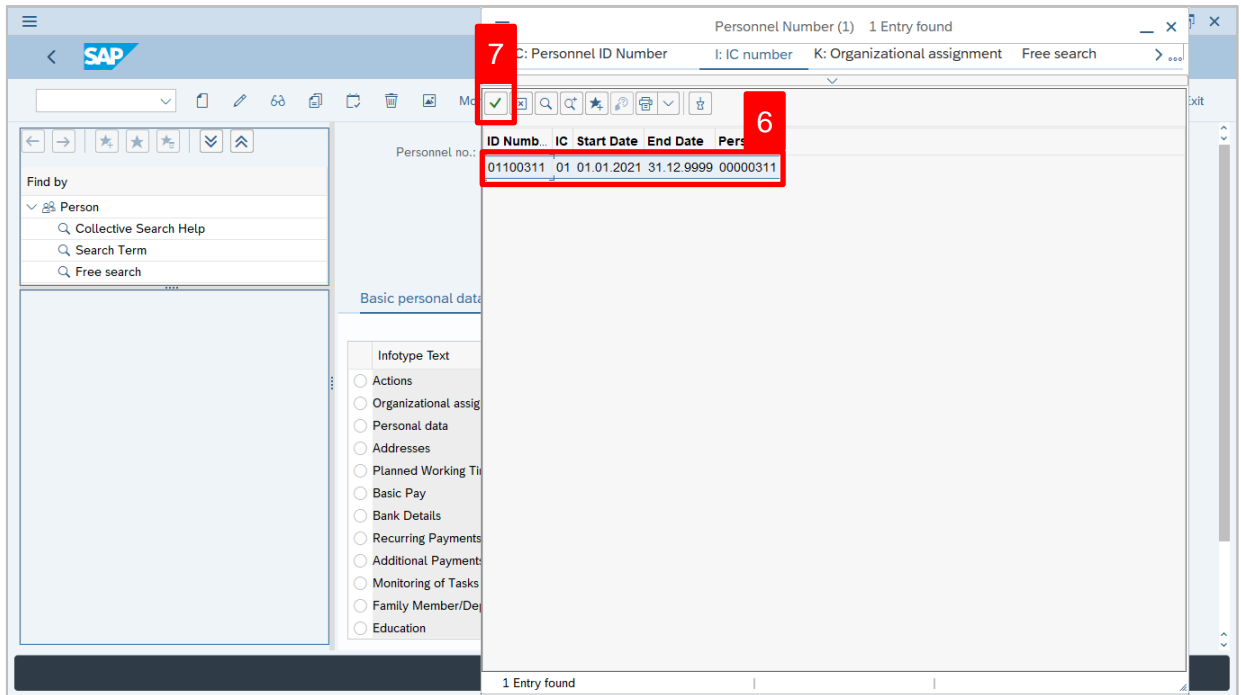 Personnel Number (1) 1 Entry found
7
C: Personnel ID Number I: IC number K: Organizational assignment Free search
SAP
Exit
6
ID Numb... IC Start Date End Date Pers
01100311 01 01.01.2021 31.12.9999 00000311
Personnel no.:
Find by
Person
Collective Search Help
Search Term
Free search
Basic personal data
Infotype Text
Actions
Organizational assig
Personal data
Addresses
Planned Working
Basic Pay
Bank Details
Recurring Payments
Additional Payments
Monitoring of Tasks
Family Member/De
Education
1 Entry found